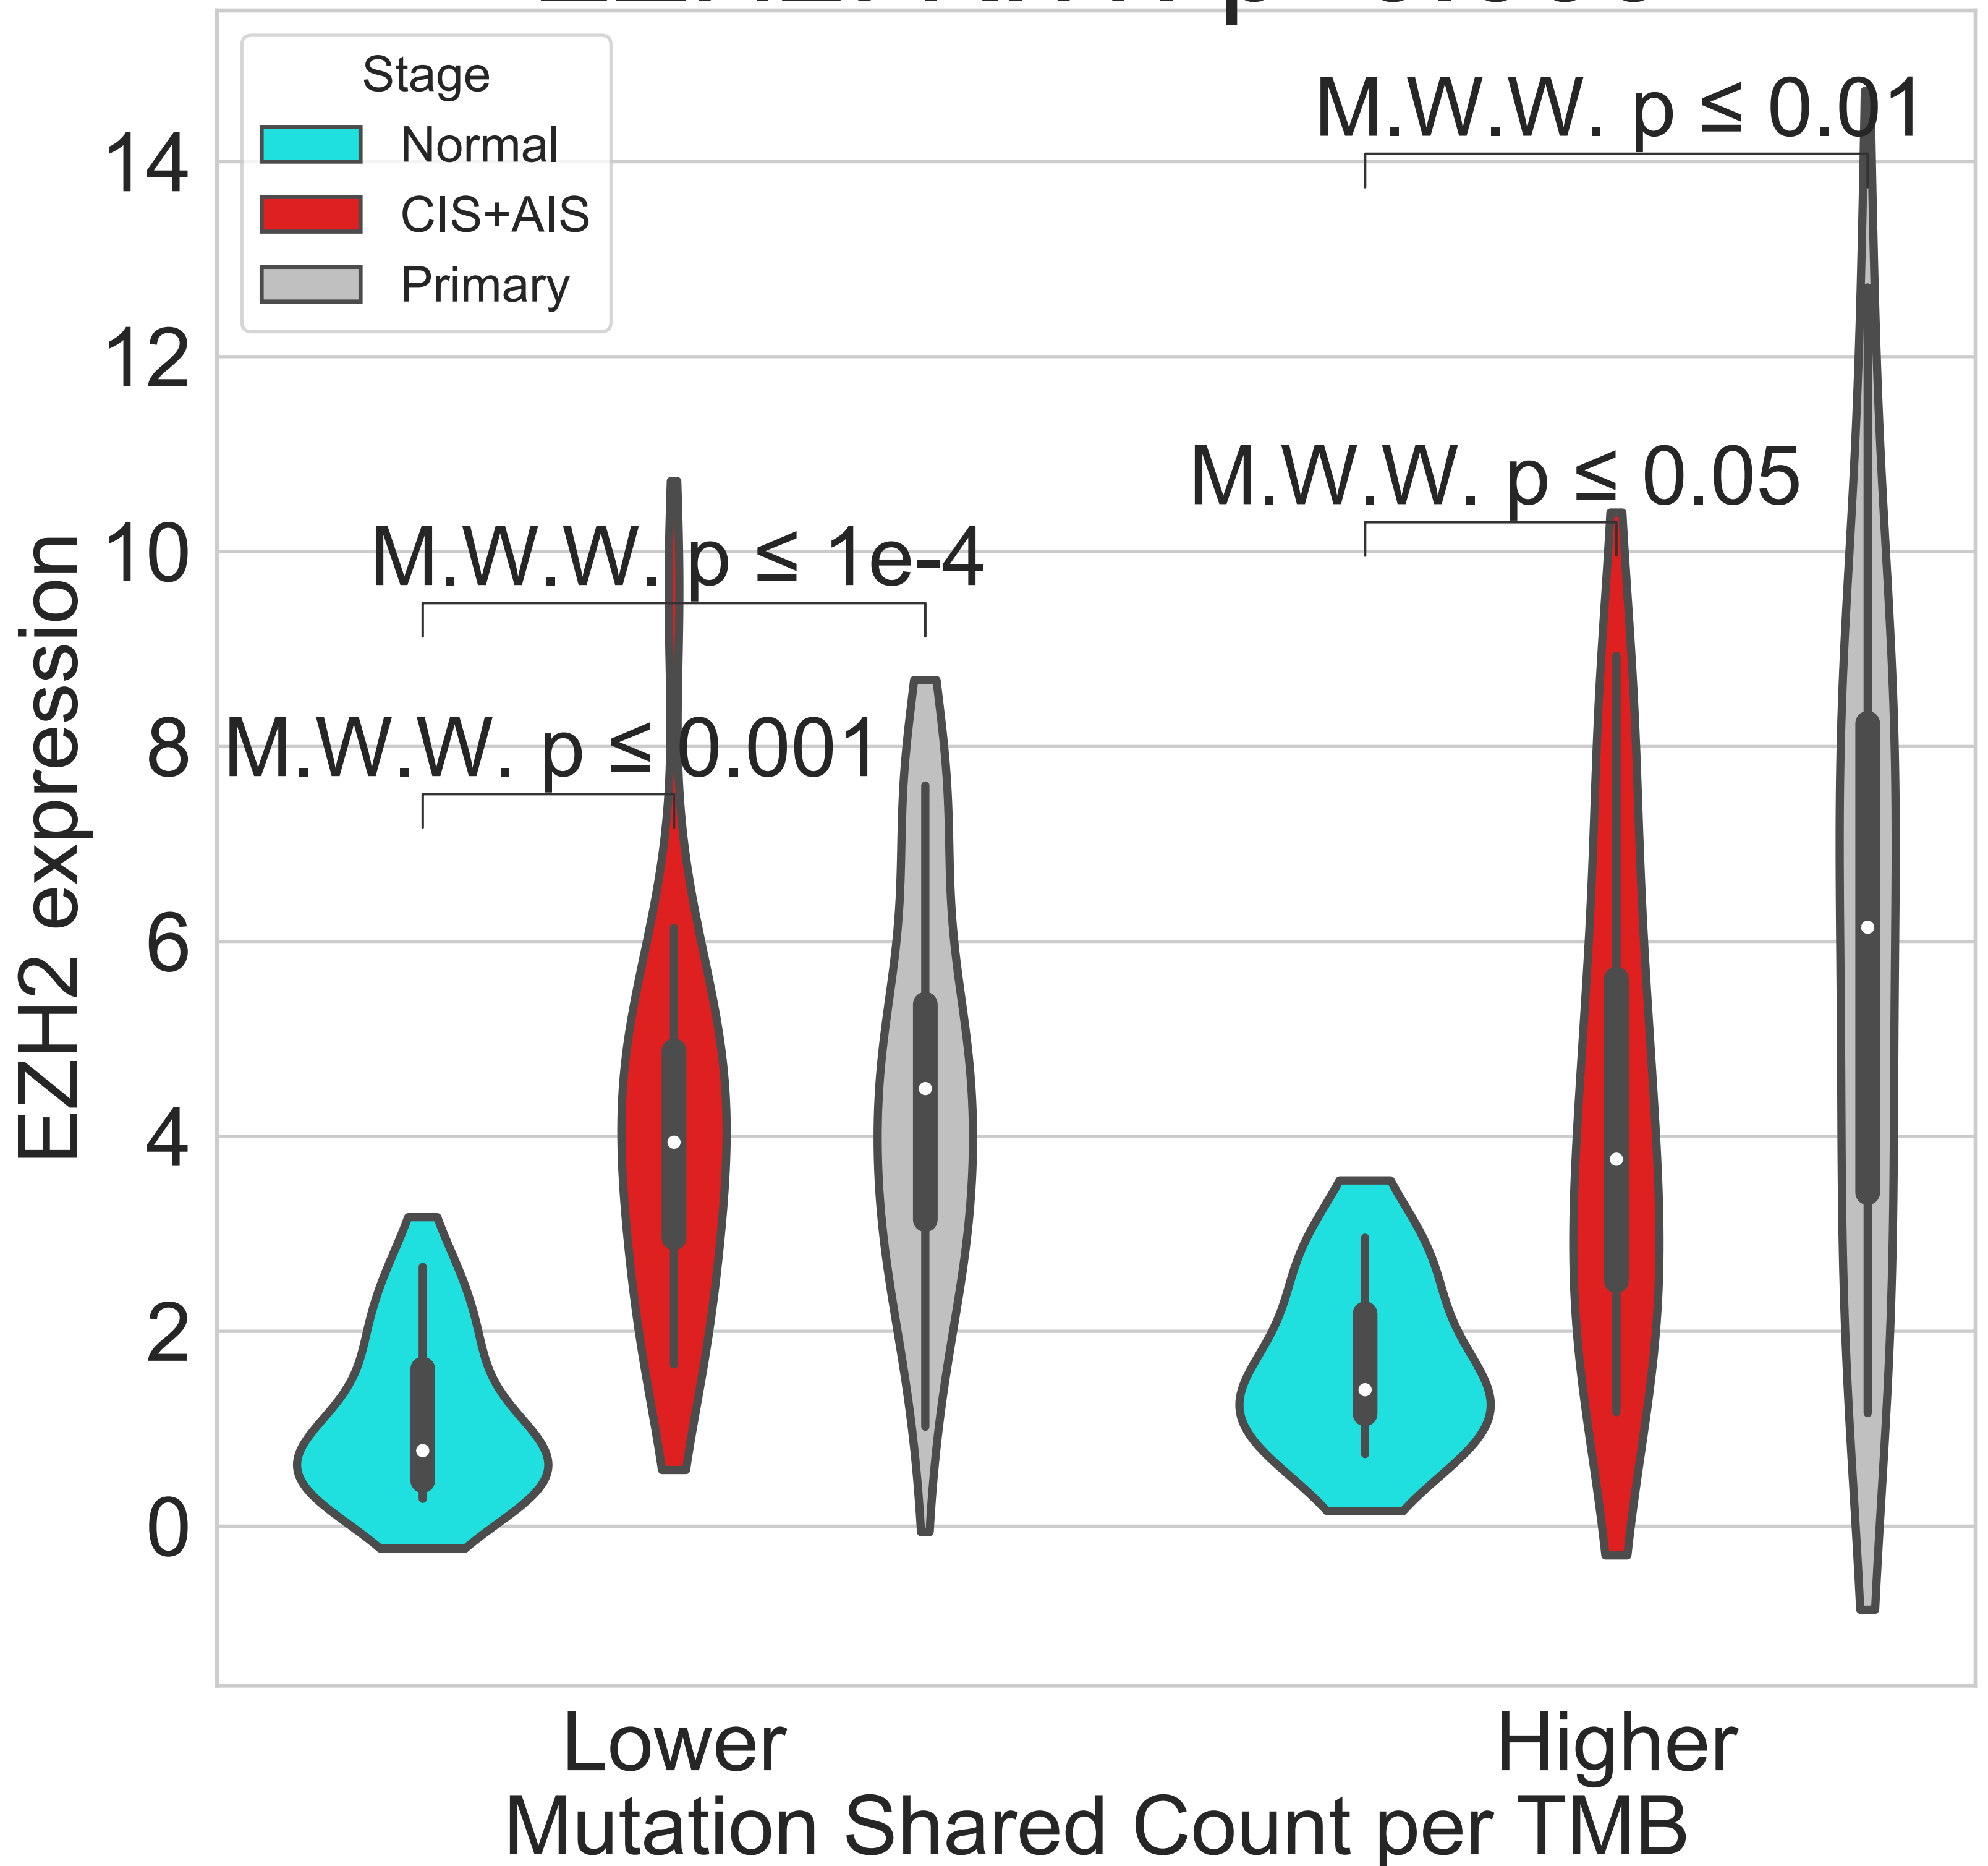 Stage
Normal
CIS+AIS
Primary
M.W.W. p ≤ 0.01
M.W.W. p ≤ 0.05
M.W.W. p ≤ 1e-4
M.W.W. p ≤ 0.001
EZH2 expression
14
12
10
8
6
4
2
0
Lower
Higher
Mutation Shared Count per TMB